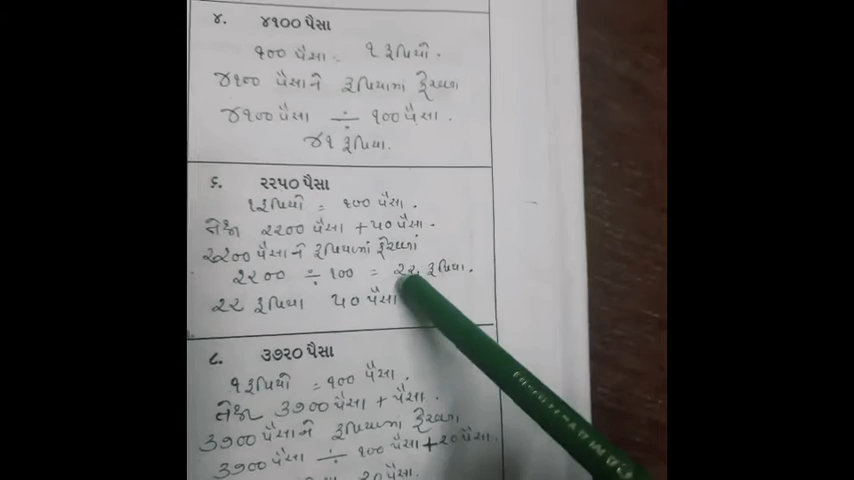 ૪. ૪૧૦૦ પૈસા
૧૦૦ પૈસા = ૧ રૂપિયો.
૪૧૦૦ પૈસાને રૂપિયામાં ફેરવતા
૪૧૦૦ પૈસા ÷ ૧૦૦ પૈસા.
૪૧ રૂપિયા.
૬. ૨૨૫૦ પૈસા
૧ રૂપિયો = ૧૦૦ પૈસા.
૨૨૦૦ પૈસા + ૫૦ પૈસા.
૨૨૦૦ પૈસાને રૂપિયામાં ફેરવતાં
૨૨૦૦ ÷ ૧૦૦ = ૨૨ રૂપિયા.
૨૨ રૂપિયા ૫૦ પૈસા
૮. ૩૭૨૦ પૈસા
૧ રૂપિયો = ૧૦૦ પૈસા.
૩૭૦૦ પૈસા + પૈસા.
૩૭૦૦ પૈસાને રૂપિયામાં ફેરવતા
૩૭૦૦ પૈસા ÷ ૧૦૦ પૈસા + ૨૦ પૈસા.
૨૦ પૈસા.